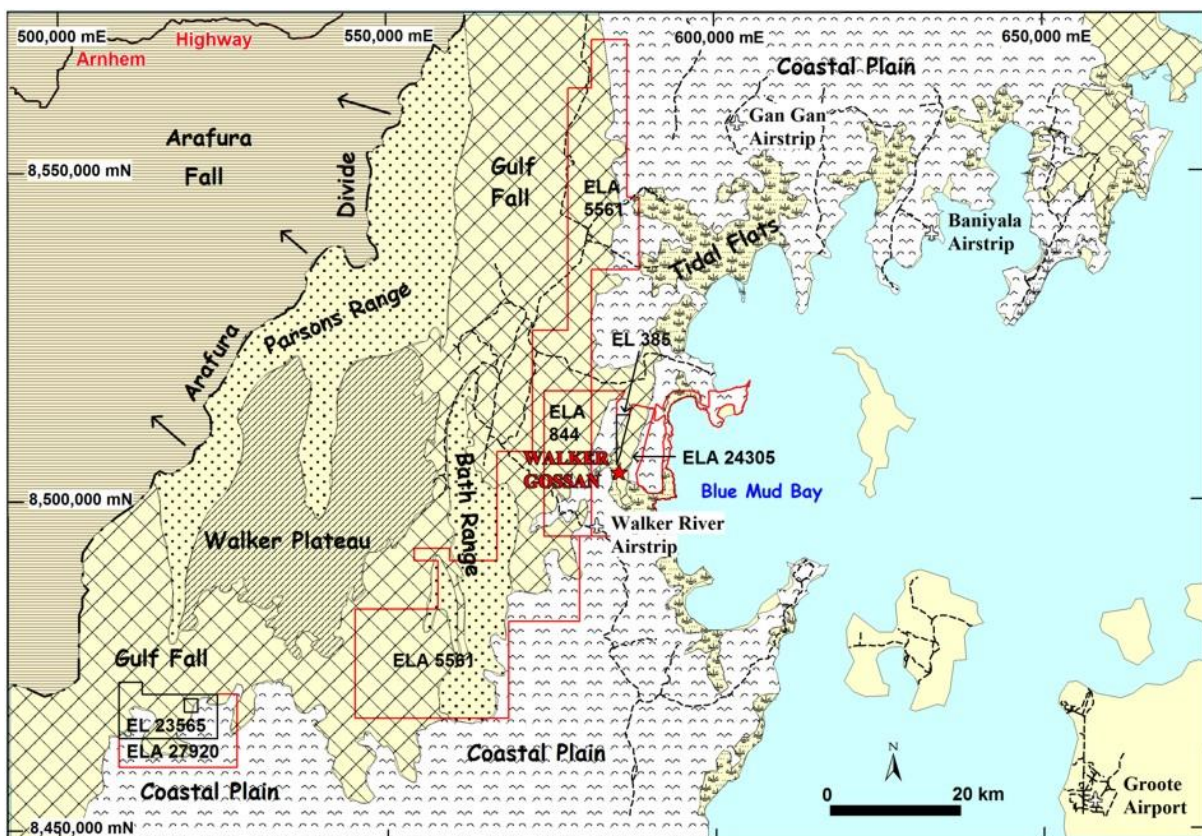 500,000 mE
550,000 mE
600,000 mE
650,000 mE
Arnhem
Highway
Coastal Plain
Gan Gan
Airstrip
Arafura
Fall
Divide
Gulf
Fall
8,550,000 mN
ELA
5561
Baniyala
Airstrip
Tidal Flats
Parsons Range
Arafura
EL 385
ELA
844
WALKER
GOSSAN
ELA 24305
Bath Range
Blue Mud Bay
8,500,000 mN
Walker River
Airstrip
Walker Plateau
Gulf Fall
ELA 5561
EL 23565
ELA 27920
Coastal Plain
Coastal Plain
N
0
20 km
Groote
Airport
8,450,000 mN